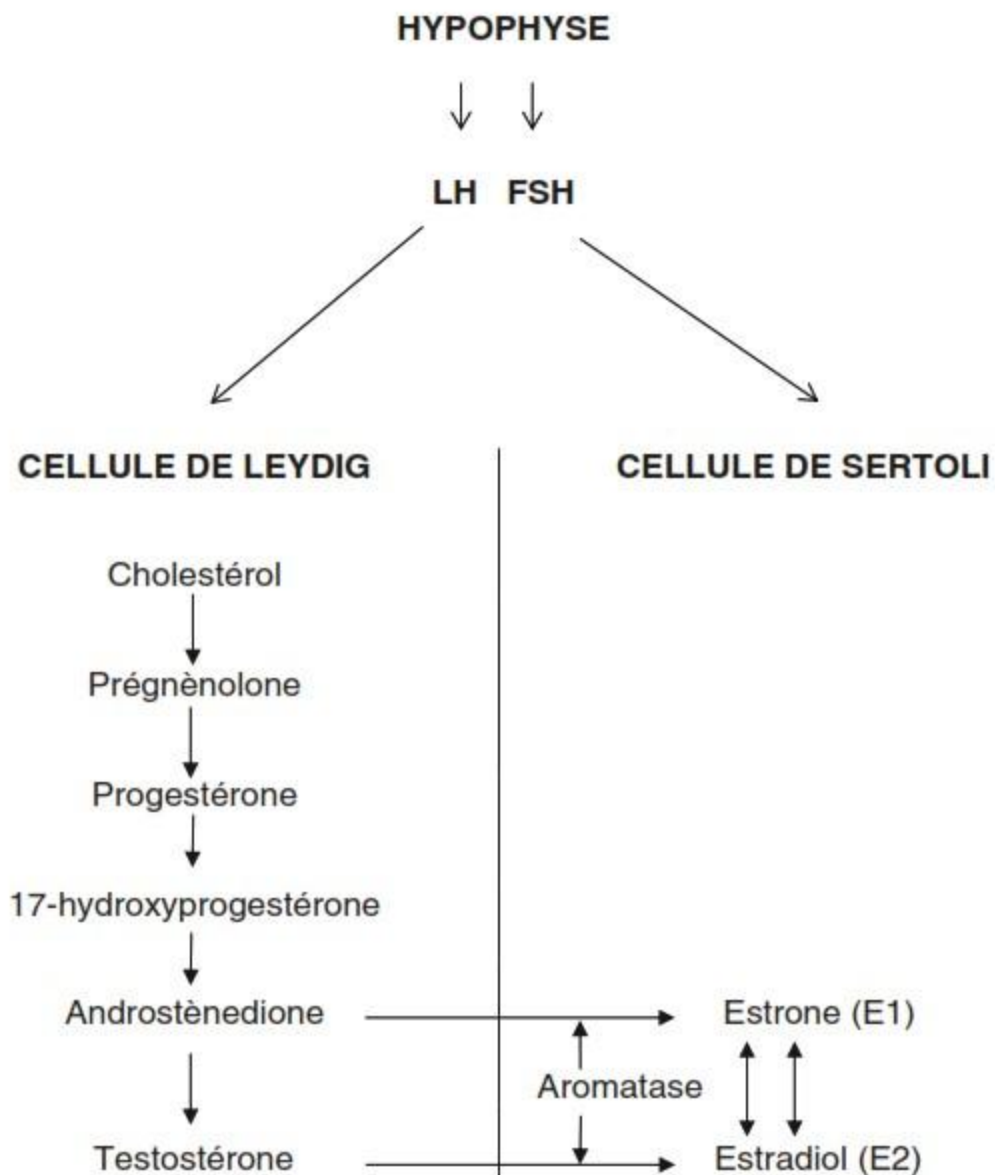 HYPOPHYSE
LH FSH
CELLULE DE LEYDIG
CELLULE DE SERTOLI
Cholestérol
Prégnènolone
Progestérone
17-hydroxyprogestérone
Androstènedione
Estrone (E1)
Aromatase
Testostérone
Estradiol (E2)